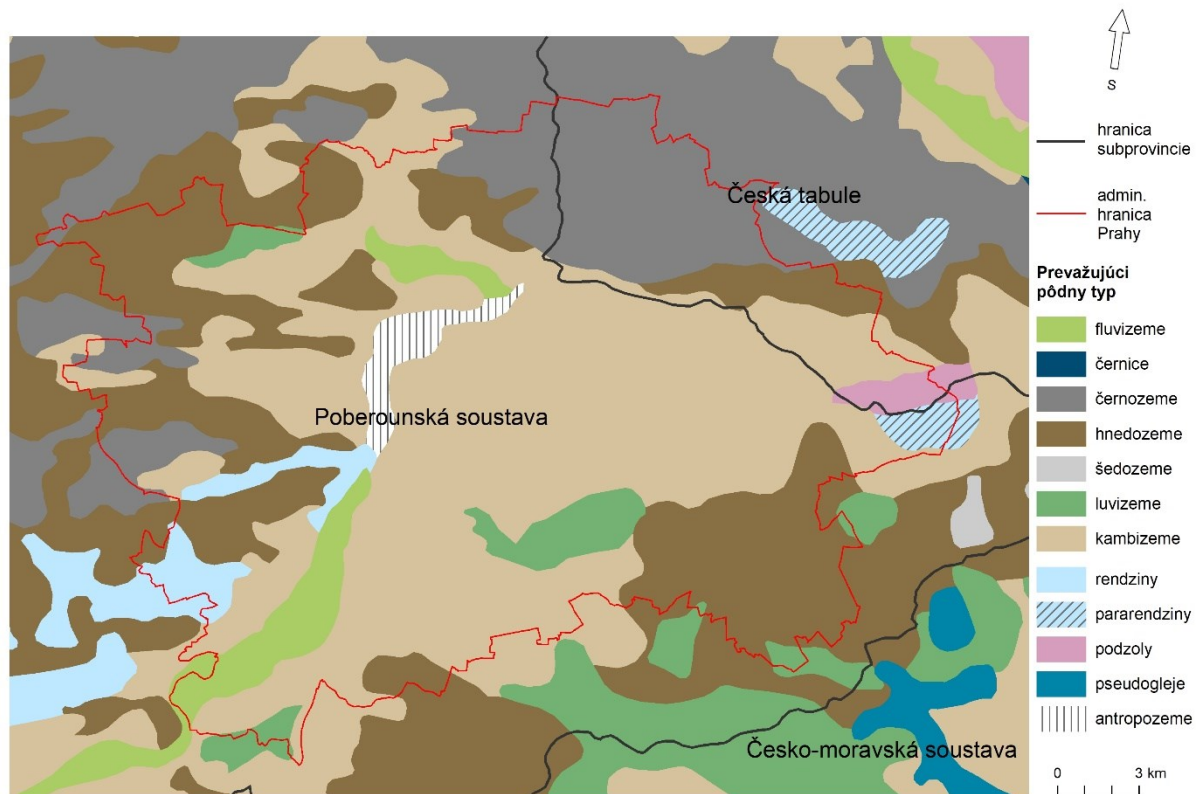 S
hranica
subprovincie
admin.
hranica
Prahy
Prevažujúci
pôdny typ
fluvizeme
černice
černozeme
hnedozeme
šedozeme
luvizeme
kambizeme
rendziny
pararendziny
podzoly
pseudogleje
antropozeme
0 3 km
Česká tabule
Poberounská soustava
Česko-moravská soustava